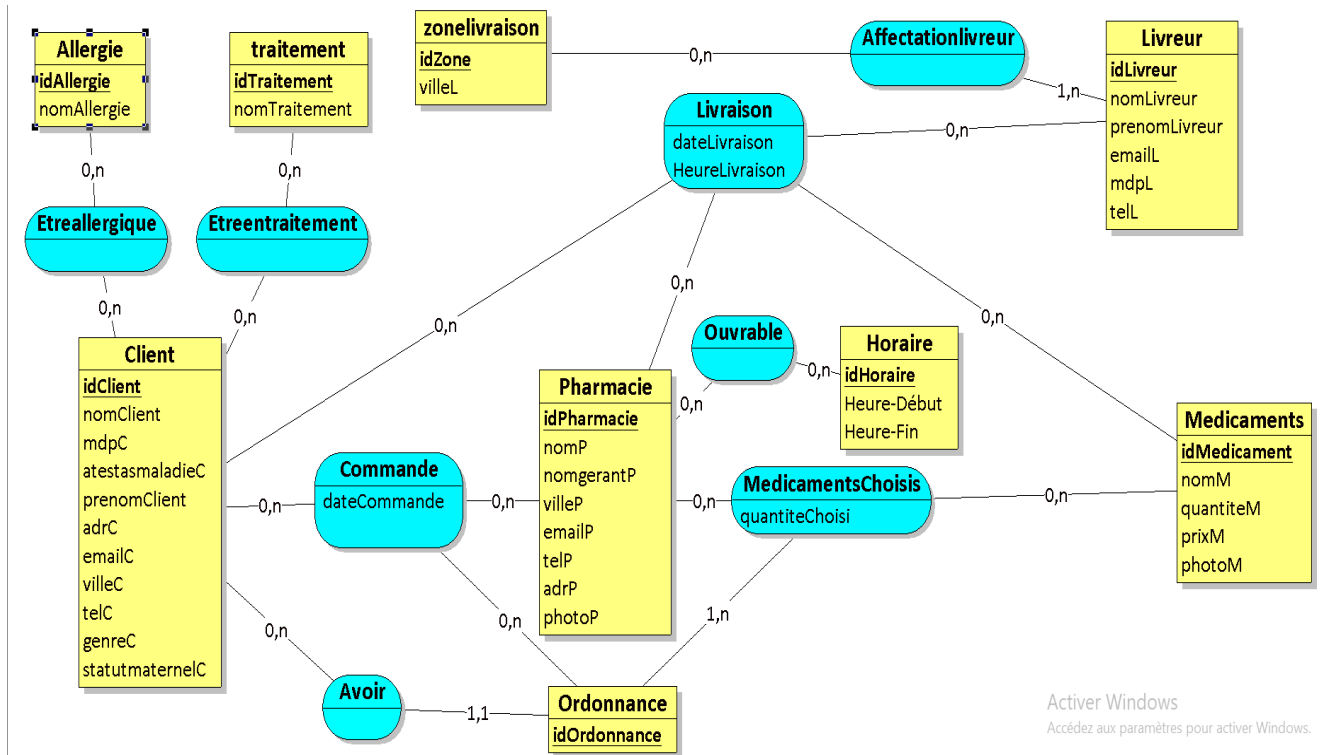 Allergie
idAllergie
nomAllergie
traitement
idTraitement
nomTraitement
zonelivraison
idZone
villeL
0,n
Affectationlivreur
1,n
Livreur
idLivreur
nomLivreur
prenomLivreur
emailL
mdpL
telL
Livraison
dateLivraison
HeureLivraison
0,n
0,n
0,n
Etreallergique
Etreentraitement
0,n
0,n
0,n
0,n
0,n
0,n
Ouvrable
0,n
0,n
Horaire
idHoraire
Heure-Début
Heure-Fin
Client
idClient
nomClient
mdpC
atestasmaladieC
prenomClient
adrC
emailC
villeC
telC
genreC
statutmaternelC
Pharmacie
idPharmacie
nomP
nomgerantP
villeP
emailP
telP
adrP
photoP
Medicaments
idMedicament
nomM
quantiteM
prixM
photoM
Commande
dateCommande
0,n
0,n
0,n
MedicamentsChoisis
quantiteChoisi
0,n
0,n
1,n
0,n
Avoir
1,1
Ordonnance
idOrdonnance
Activer Windows
Accédez aux paramètres pour activer Windows.